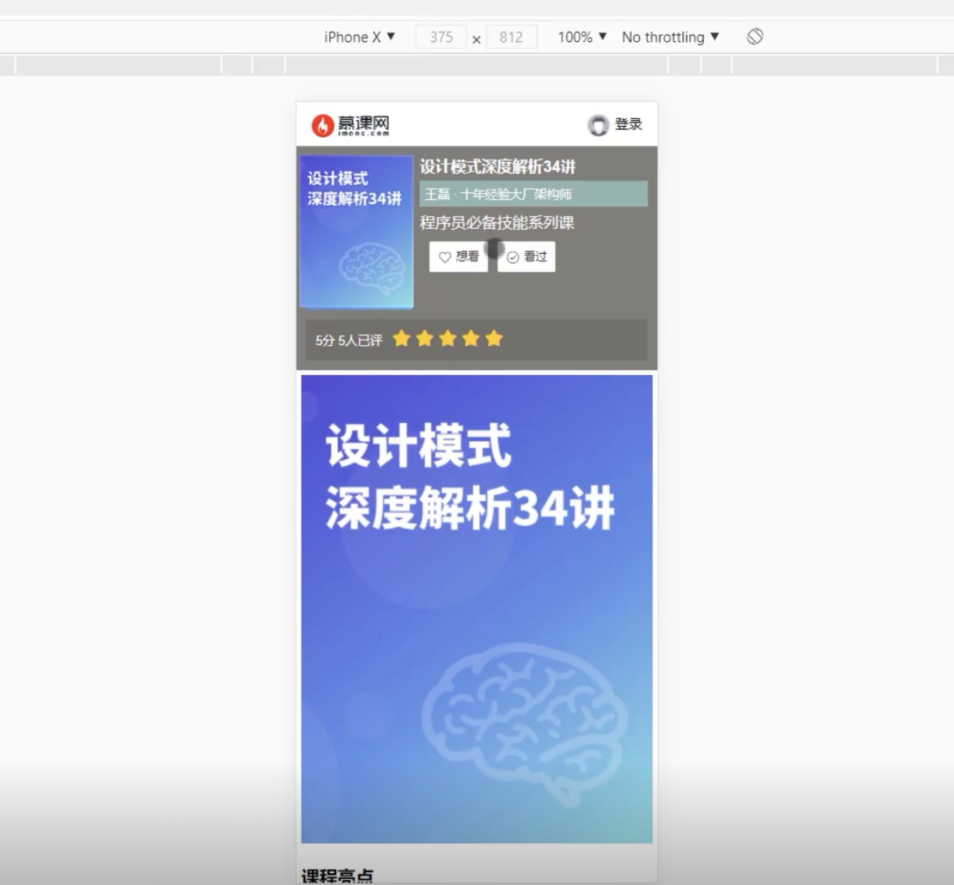 iPhone X ▼ 375 × 812 100% ▼ No throttling ▼
慕课网 登录
imooc.com
设计模式
深度解析34讲
设计模式深度解析34讲
王磊 · 十年经验大厂架构师
程序员必备技能系列课
想看 看过
5分 5人已评
设计模式
深度解析34讲
课程亮点